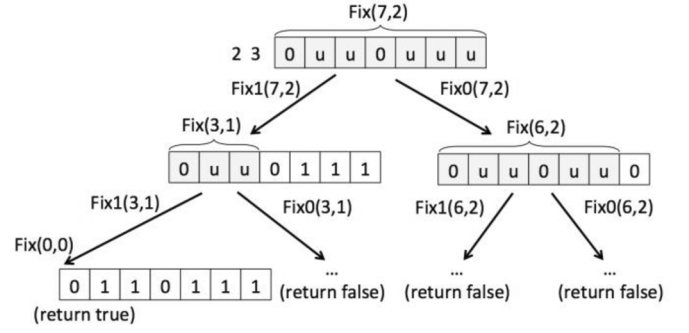 Fix(7,2)
2 3 0 u u 0 u u u
Fix1(7,2) Fix0(7,2)
Fix(3,1) Fix(6,2)
0 u u 0 1 1 1 0 u u 0 u u 0
Fix1(3,1) Fix0(3,1) Fix1(6,2) Fix0(6,2)
Fix(0,0)
0 1 1 0 1 1 1 ... ... ...
(return false) (return false) (return false)
(return true)